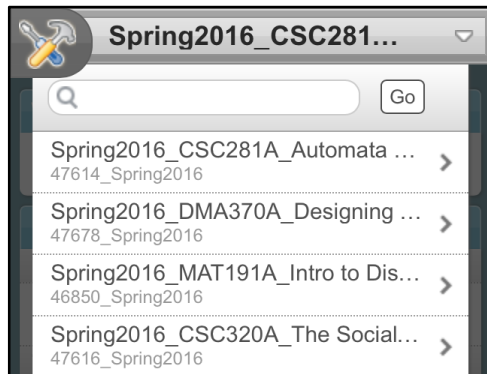 Spring2016_CSC281...
Go
Spring2016_CSC281A_Automata ...
47614_Spring2016
Spring2016_DMA370A_Designing ...
47678_Spring2016
Spring2016_MAT191A_Intro to Dis...
46850_Spring2016
Spring2016_CSC320A_The Social...
47616_Spring2016